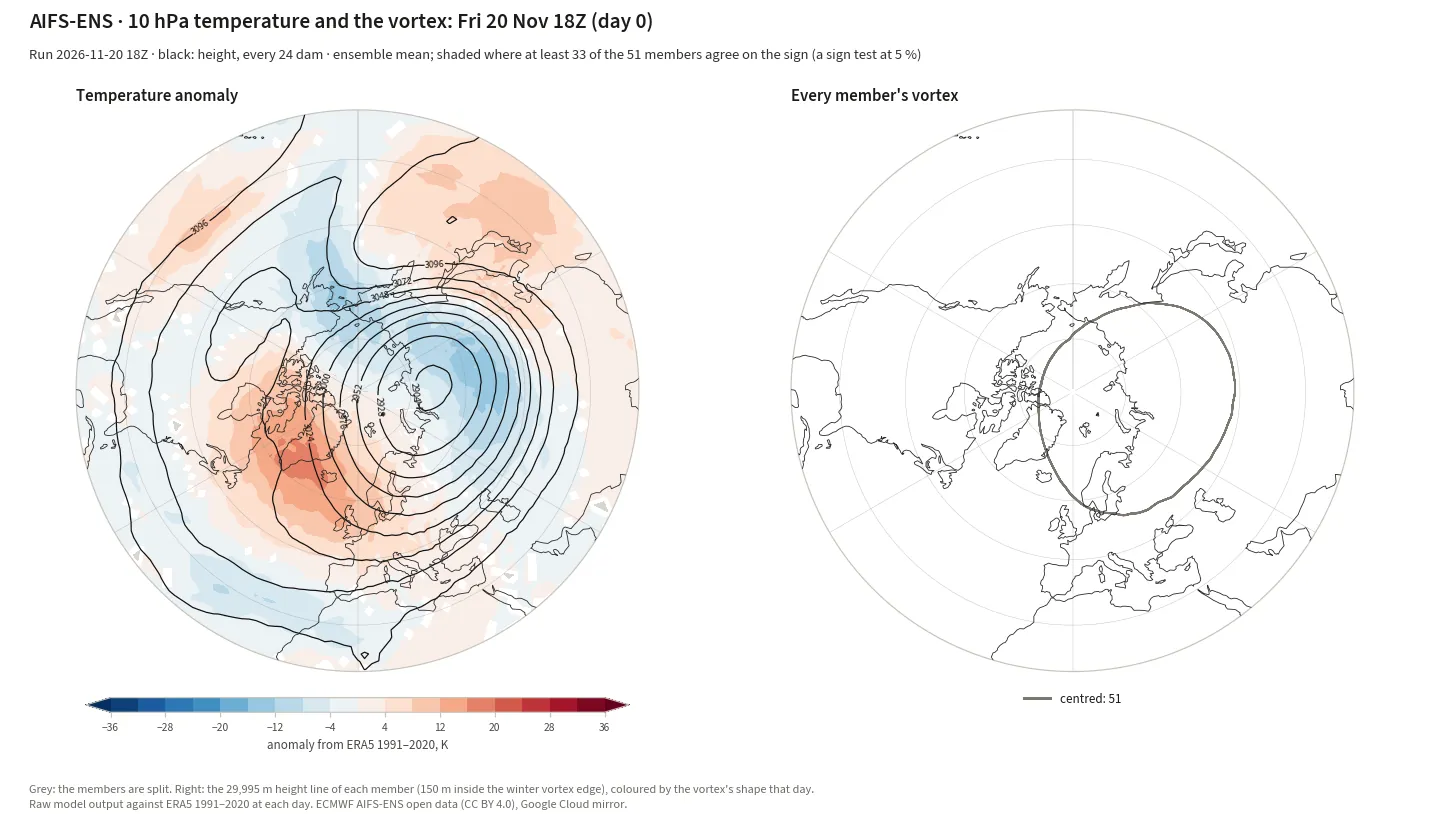 AIFS-ENS · 10 hPa temperature and the vortex: Fri 20 Nov 18Z (day 0)
Run 2026-11-20 18Z · black: height, every 24 dam · ensemble mean; shaded where at least 33 of the 51 members agree on the sign (a sign test at 5 %)
Temperature anomaly
Every member's vortex
3096
3096
3072
3048
2952
2928
3024
−36 −28 −20 −12 −4 4 12 20 28 36
anomaly from ERA5 1991–2020, K
centred: 51
Grey: the members are split. Right: the 29,995 m height line of each member (150 m inside the winter vortex edge), coloured by the vortex's shape that day.
Raw model output against ERA5 1991–2020 at each day. ECMWF AIFS-ENS open data (CC BY 4.0), Google Cloud mirror.